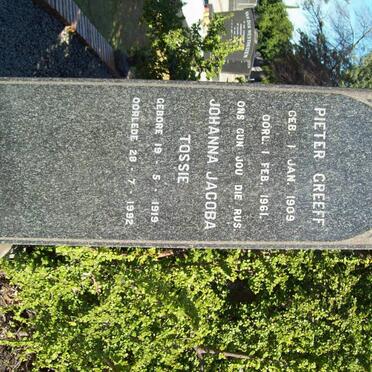 PIETER GREEFF
GEB. 1 JAN. 1909
OORL. 1 FEB. 1961.
ONS GUN JOU DIE RUS
JOHANNA JACOBA
TOSSIE
GEBORE 19 - 5 - 1919
OORLEDE 28 - 7 - 1992